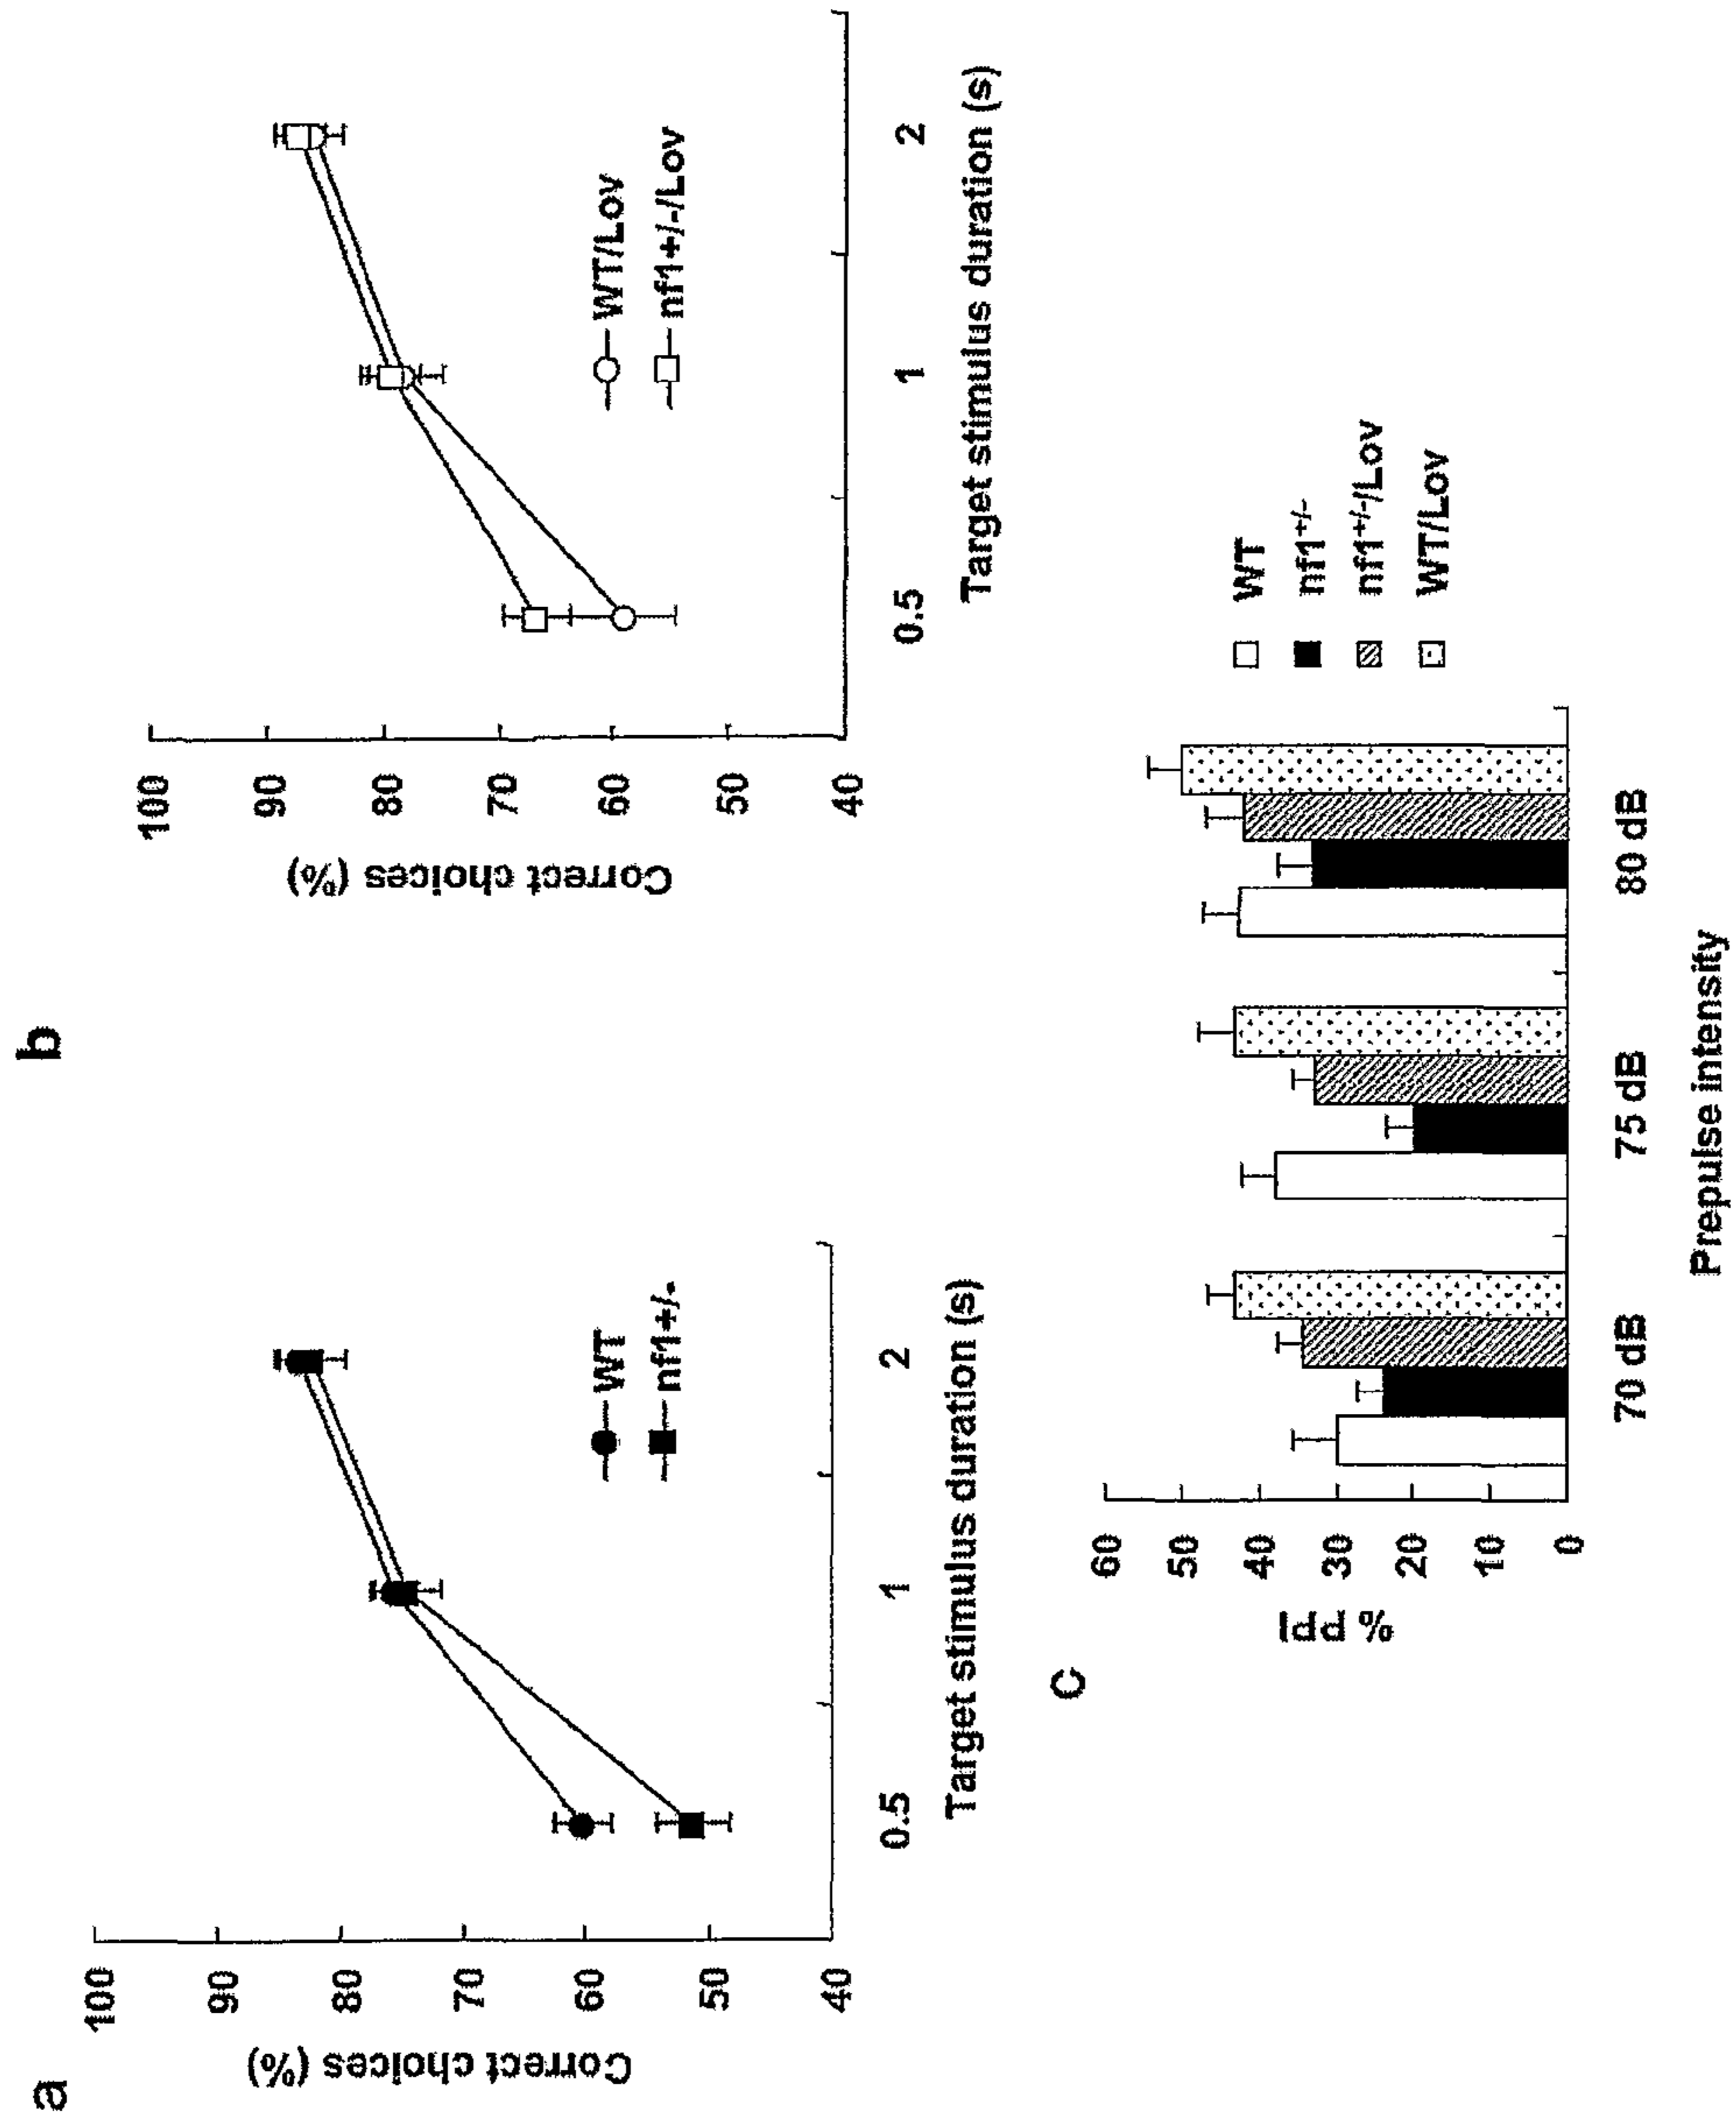 a
Correct choices (%)
100
90
80
70
60
50
40
WT
nf1+/-
0.5 1 2
Target stimulus duration (s)
b
Correct choices (%)
100
90
80
70
60
50
40
WT/Lov
nf1+/-/Lov
0.5 1 2
Target stimulus duration (s)
c
% PPI
60
50
40
30
20
10
0
WT
nf1+/-
nf1+/-/Lov
WT/Lov
70 dB 75 dB 80 dB
Prepulse intensity